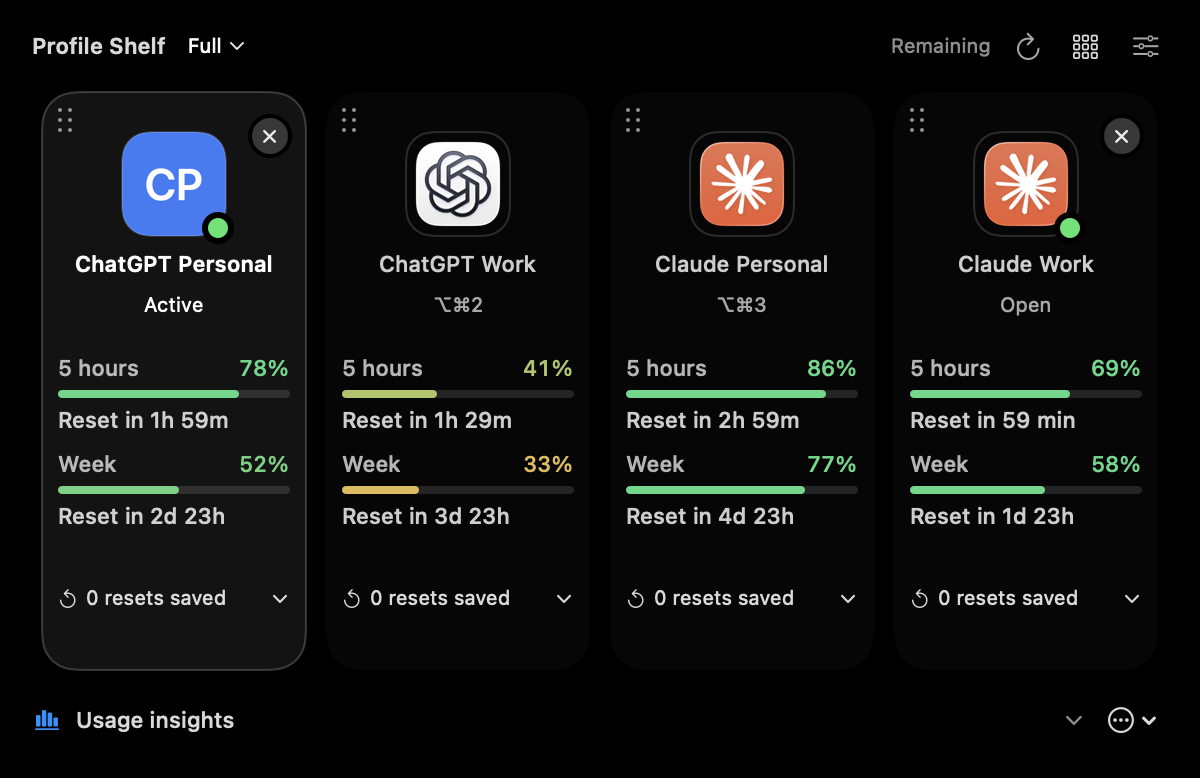 Profile Shelf Full Remaining
CP
ChatGPT Personal
Active
5 hours 78%
Reset in 1h 59m
Week 52%
Reset in 2d 23h
0 resets saved
ChatGPT Work
⌥⌘2
5 hours 41%
Reset in 1h 29m
Week 33%
Reset in 3d 23h
0 resets saved
Claude Personal
⌥⌘3
5 hours 86%
Reset in 2h 59m
Week 77%
Reset in 4d 23h
0 resets saved
Claude Work
Open
5 hours 69%
Reset in 59 min
Week 58%
Reset in 1d 23h
0 resets saved
Usage insights